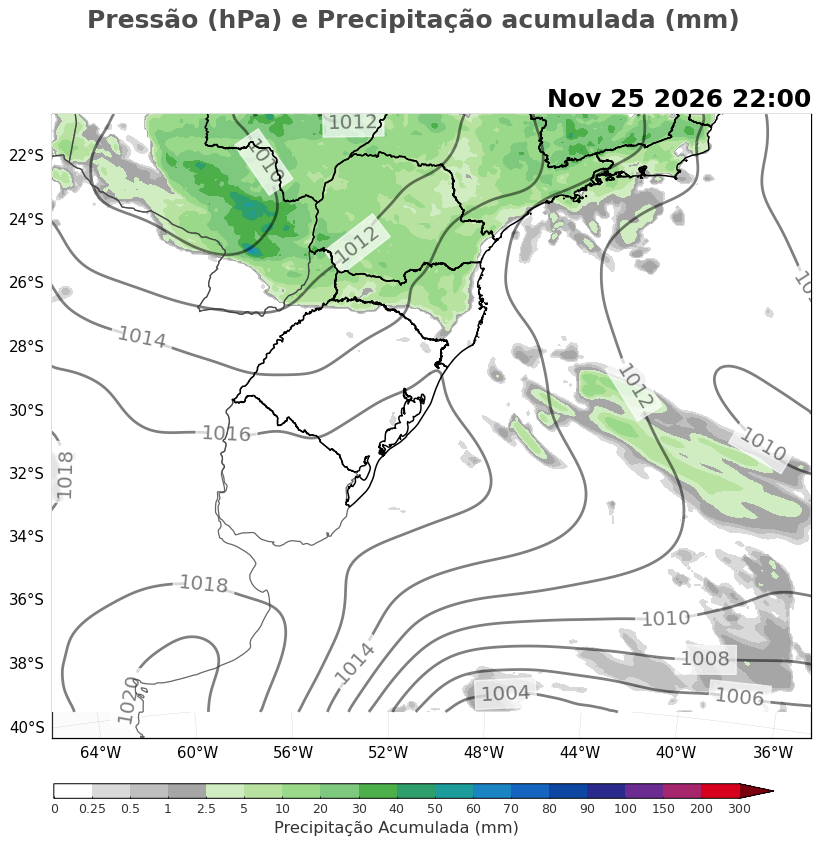 Pressão (hPa) e Precipitação acumulada (mm)
Nov 25 2026 22:00
1012
22°S
1010
24°S
1012
26°S
1014
28°S
1012
30°S
1016
1010
32°S
1018
34°S
36°S
1018
1010
38°S
1014
1008
1020
1004
1006
40°S
64°W 60°W 56°W 52°W 48°W 44°W 40°W 36°W
0 0.25 0.5 1 2.5 5 10 20 30 40 50 60 70 80 90 100 150 200 300
Precipitação Acumulada (mm)